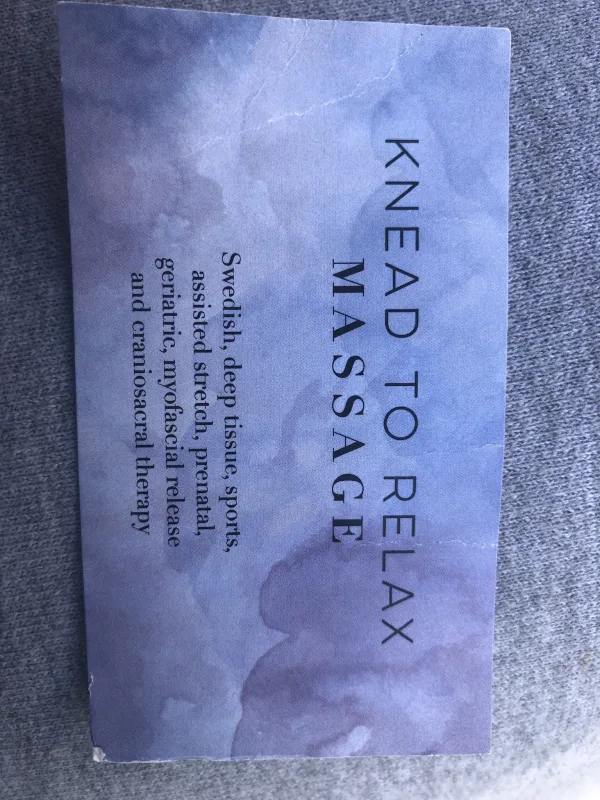 KNEAD TO RELAX
MASSAGE
Swedish, deep tissue, sports,
assisted stretch, prenatal,
geriatric, myofascial release
and craniosacral therapy